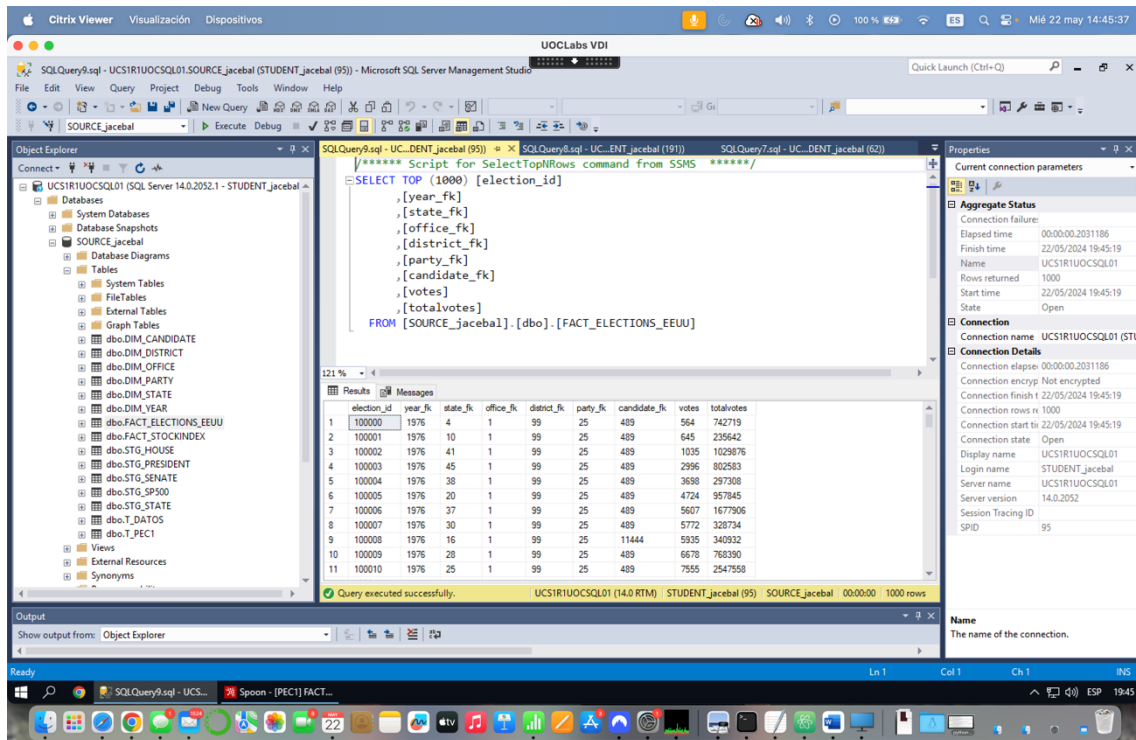 Citrix Viewer Visualización Dispositivos 100 % ES Mié 22 may 14:45:37
UOCLabs VDI
SQLQuery9.sql - UCS1R1UOCSQL01.SOURCE_jacebal (STUDENT_jacebal (95)) - Microsoft SQL Server Management Studio Quick Launch (Ctrl+Q)
File Edit View Query Project Debug Tools Window Help
New Query
SOURCE_jacebal Execute Debug
Object Explorer
Connect
UCS1R1UOCSQL01 (SQL Server 14.0.2052.1 - STUDENT_jacebal
Databases
System Databases
Database Snapshots
SOURCE_jacebal
Database Diagrams
Tables
System Tables
FileTables
External Tables
Graph Tables
dbo.DIM_CANDIDATE
dbo.DIM_DISTRICT
dbo.DIM_OFFICE
dbo.DIM_PARTY
dbo.DIM_STATE
dbo.DIM_YEAR
dbo.FACT_ELECTIONS_EEUU
dbo.FACT_STOCKINDEX
dbo.STG_HOUSE
dbo.STG_PRESIDENT
dbo.STG_SENATE
dbo.STG_SP500
dbo.STG_STATE
dbo.T_DATOS
dbo.T_PEC1
Views
External Resources
Synonyms
SQLQuery9.sql - UC...DENT_jacebal (95)) SQLQuery8.sql - UC...ENT_jacebal (191)) SQLQuery7.sql - UC...DENT_jacebal (62))
/****** Script for SelectTopNRows command from SSMS ******/
SELECT TOP (1000) [election_id]
,[year_fk]
,[state_fk]
,[office_fk]
,[district_fk]
,[party_fk]
,[candidate_fk]
,[votes]
,[totalvotes]
FROM [SOURCE_jacebal].[dbo].[FACT_ELECTIONS_EEUU]
121 %
Results Messages
election_id year_fk state_fk office_fk district_fk party_fk candidate_fk votes totalvotes
1 100000 1976 4 1 99 25 489 564 742719
2 100001 1976 10 1 99 25 489 645 235642
3 100002 1976 41 1 99 25 489 1035 1029876
4 100003 1976 45 1 99 25 489 2996 802583
5 100004 1976 38 1 99 25 489 3698 297308
6 100005 1976 20 1 99 25 489 4724 957845
7 100006 1976 37 1 99 25 489 5607 1677906
8 100007 1976 30 1 99 25 489 5772 328734
9 100008 1976 16 1 99 25 11444 5935 340932
10 100009 1976 28 1 99 25 489 6678 768390
11 100010 1976 25 1 99 25 489 7555 2547558
Query executed successfully. UCS1R1UOCSQL01 (14.0 RTM) STUDENT_jacebal (95) SOURCE_jacebal 00:00:00 1000 rows
Properties
Current connection parameters
Aggregate Status
Connection failure:
Elapsed time 00:00:00.2031186
Finish time 22/05/2024 19:45:19
Name UCS1R1UOCSQL01
Rows returned 1000
Start time 22/05/2024 19:45:19
State Open
Connection
Connection name UCS1R1UOCSQL01 (STU
Connection Details
Connection elapse 00:00:00.2031186
Connection encryp Not encrypted
Connection finish t 22/05/2024 19:45:19
Connection rows re 1000
Connection start ti 22/05/2024 19:45:19
Connection state Open
Display name UCS1R1UOCSQL01
Login name STUDENT_jacebal
Server name UCS1R1UOCSQL01
Server version 14.0.2052
Session Tracing ID
SPID 95
Name
The name of the connection.
Output
Show output from: Object Explorer
Ready Ln 1 Col 1 Ch 1 INS
SQLQuery9.sql - UCS... Spoon - [PEC1] FACT... ESP 19:45
22 tv